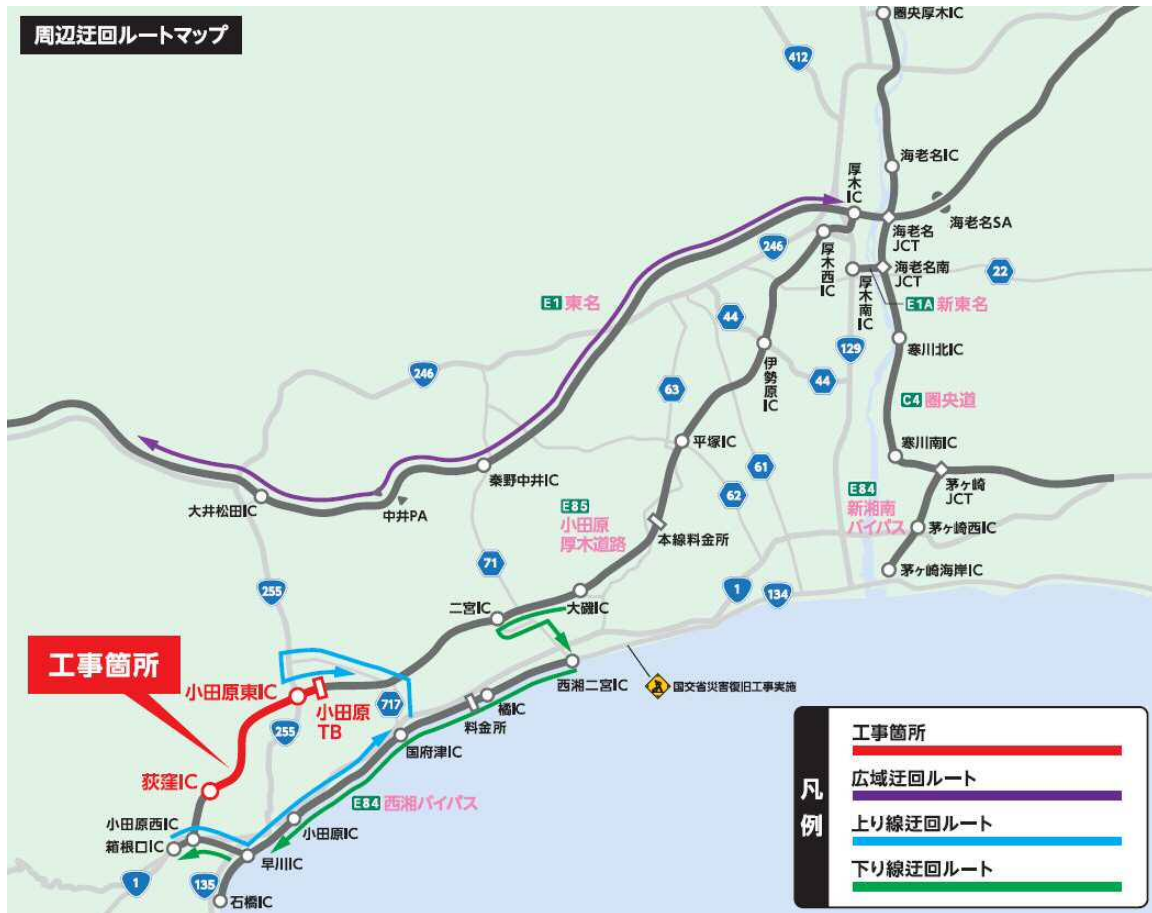 周辺迂回ルートマップ
圏央厚木IC
412
海老名IC
厚木IC
海老名SA
海老名JCT
246
厚木西IC
海老名南JCT
22
厚木南IC
E1 東名
E1A 新東名
44
129
寒川北IC
246
伊勢原IC
44
63
C4 圏央道
平塚IC
寒川南IC
秦野中井IC
61
大井松田IC
中井PA
62
E84
新湘南
バイパス
茅ヶ崎JCT
E85
小田原
厚木道路
本線料金所
茅ヶ崎西IC
71
茅ヶ崎海岸IC
255
1
134
二宮IC
大磯IC
工事箇所
西湘二宮IC
国交省災害復旧工事実施
小田原東IC
小田原TB
717
橘IC
料金所
255
国府津IC
荻窪IC
E84 西湘バイパス
小田原西IC
小田原IC
箱根口IC
早川IC
1
135
石橋IC
凡例
工事箇所
広域迂回ルート
上り線迂回ルート
下り線迂回ルート